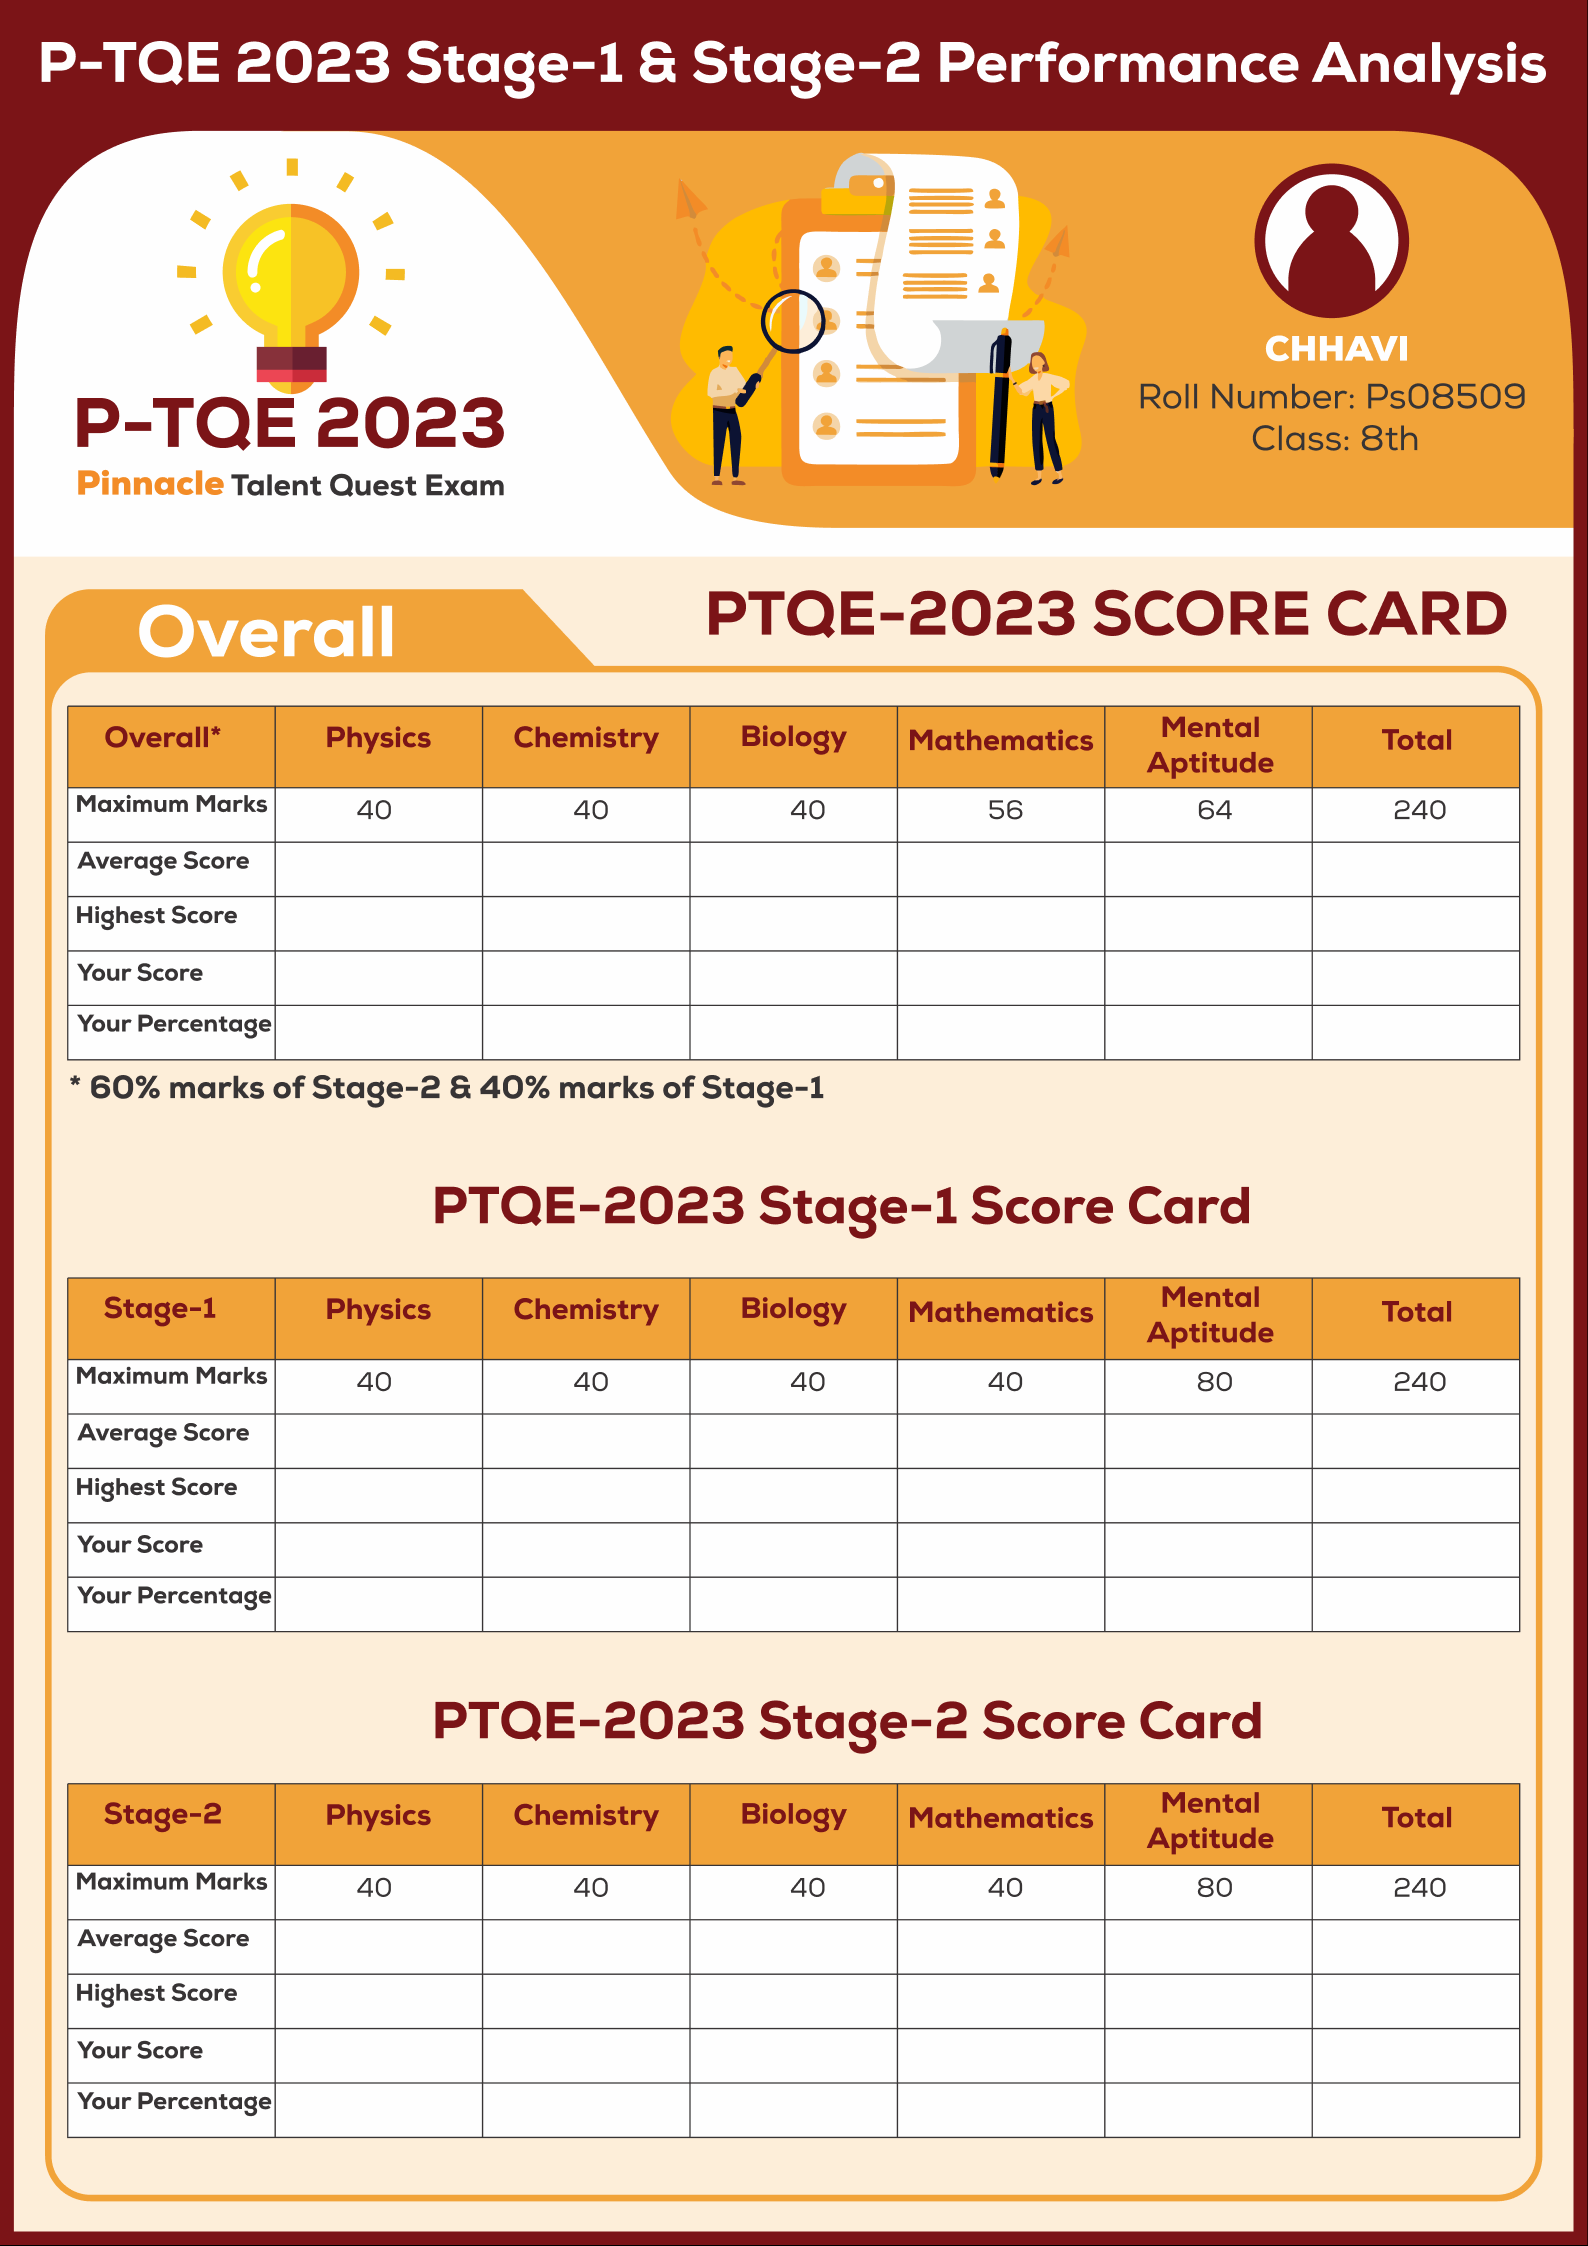 P-TQE 2023 Stage-1 & Stage-2 Performance Analysis
P-TQE 2023
Pinnacle Talent Quest Exam
CHHAVI
Roll Number: Ps08509
Class: 8th
Overall
PTQE-2023 SCORE CARD
Overall* Physics Chemistry Biology Mathematics Mental Aptitude Total
Maximum Marks 40 40 40 56 64 240
Average Score
Highest Score
Your Score
Your Percentage
* 60% marks of Stage-2 & 40% marks of Stage-1
PTQE-2023 Stage-1 Score Card
Stage-1 Physics Chemistry Biology Mathematics Mental Aptitude Total
Maximum Marks 40 40 40 40 80 240
Average Score
Highest Score
Your Score
Your Percentage
PTQE-2023 Stage-2 Score Card
Stage-2 Physics Chemistry Biology Mathematics Mental Aptitude Total
Maximum Marks 40 40 40 40 80 240
Average Score
Highest Score
Your Score
Your Percentage